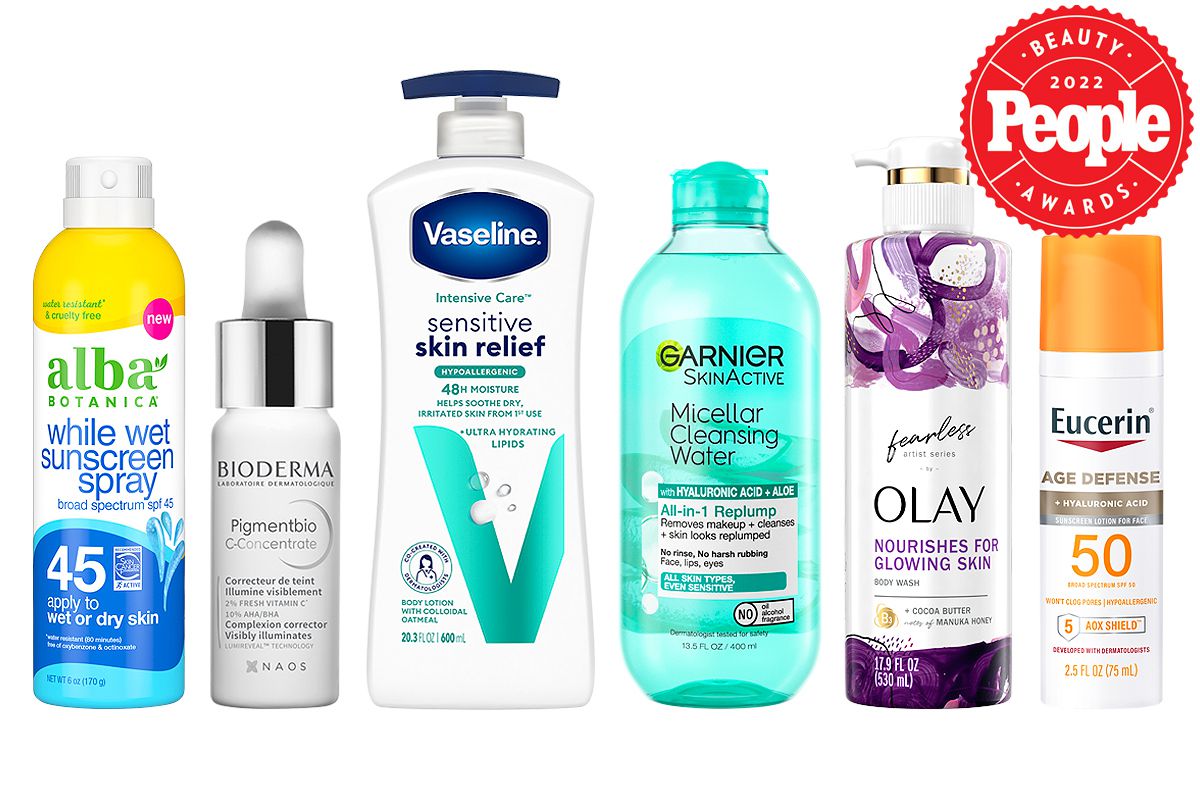 BEAUTY
2022
People
AWARDS
water resistant*
& cruelty free
new
alba
BOTANICA
while wet
sunscreen
spray
broad spectrum spf 45
45
RECOMMENDED
SKIN CANCER
ACTIVE
apply to
wet or dry skin
*water resistant (80 minutes)
free of oxybenzone & octinoxate
NET WT 6 oz (170 g)
BIODERMA
LABORATOIRE DERMATOLOGIQUE
Pigmentbio
C-Concentrate
Correcteur de teint
Illumine visiblement
2% FRESH VITAMIN C*
10% AHA/BHA
Complexion corrector
Visibly illuminates
LUMIREVEAL™ TECHNOLOGY
NAOS
Vaseline®
Intensive Care™
sensitive
skin relief
HYPOALLERGENIC
48H MOISTURE
HELPS SOOTHE DRY,
IRRITATED SKIN FROM 1ST USE
+ULTRA HYDRATING
LIPIDS
CO-CREATED WITH
DERMATOLOGISTS
BODY LOTION
WITH COLLOIDAL
OATMEAL
20.3 FL OZ | 600 mL
GARNIER
SKINACTIVE
Micellar
Cleansing
Water
with HYALURONIC ACID + ALOE
All-in-1 Replump
Removes makeup + cleanses
+ skin looks replumped
No rinse, No harsh rubbing
Face, lips, eyes
ALL SKIN TYPES,
EVEN SENSITIVE
NO
oil
alcohol
fragrance
Dermatologist tested for safety
13.5 FL OZ / 400 ml
fearless
artist series
- by -
OLAY
NOURISHES FOR
GLOWING SKIN
BODY WASH
B3
+ COCOA BUTTER
notes of MANUKA HONEY
17.9 FL OZ
(530 mL)
Eucerin®
AGE DEFENSE
+ HYALURONIC ACID
SUNSCREEN LOTION FOR FACE
50
BROAD SPECTRUM SPF 50
WON'T CLOG PORES | HYPOALLERGENIC
5 AOX SHIELD™
DEVELOPED WITH DERMATOLOGISTS
2.5 FL OZ (75 mL)